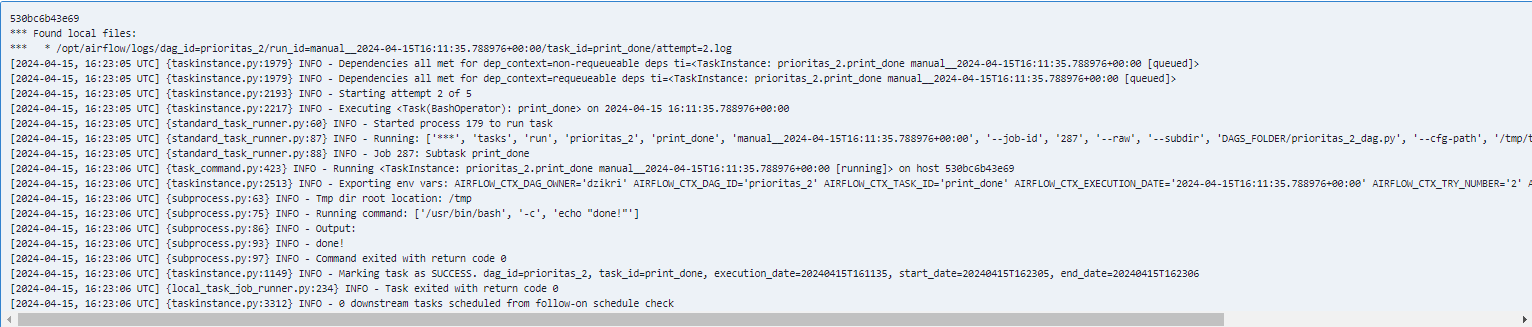 530bc6b43e69
*** Found local files:
***   * /opt/airflow/logs/dag_id=prioritas_2/run_id=manual__2024-04-15T16:11:35.788976+00:00/task_id=print_done/attempt=2.log
[2024-04-15, 16:23:05 UTC] {taskinstance.py:1979} INFO - Dependencies all met for dep_context=non-requeueable deps ti=<TaskInstance: prioritas_2.print_done manual__2024-04-15T16:11:35.788976+00:00 [queued]>
[2024-04-15, 16:23:05 UTC] {taskinstance.py:1979} INFO - Dependencies all met for dep_context=requeueable deps ti=<TaskInstance: prioritas_2.print_done manual__2024-04-15T16:11:35.788976+00:00 [queued]>
[2024-04-15, 16:23:05 UTC] {taskinstance.py:2193} INFO - Starting attempt 2 of 5
[2024-04-15, 16:23:05 UTC] {taskinstance.py:2217} INFO - Executing <Task(BashOperator): print_done> on 2024-04-15 16:11:35.788976+00:00
[2024-04-15, 16:23:05 UTC] {standard_task_runner.py:60} INFO - Started process 179 to run task
[2024-04-15, 16:23:05 UTC] {standard_task_runner.py:87} INFO - Running: ['***', 'tasks', 'run', 'prioritas_2', 'print_done', 'manual__2024-04-15T16:11:35.788976+00:00', '--job-id', '287', '--raw', '--subdir', 'DAGS_FOLDER/prioritas_2_dag.py', '--cfg-path', '/tmp/t
[2024-04-15, 16:23:05 UTC] {standard_task_runner.py:88} INFO - Job 287: Subtask print_done
[2024-04-15, 16:23:06 UTC] {task_command.py:423} INFO - Running <TaskInstance: prioritas_2.print_done manual__2024-04-15T16:11:35.788976+00:00 [running]> on host 530bc6b43e69
[2024-04-15, 16:23:06 UTC] {taskinstance.py:2513} INFO - Exporting env vars: AIRFLOW_CTX_DAG_OWNER='dzikri' AIRFLOW_CTX_DAG_ID='prioritas_2' AIRFLOW_CTX_TASK_ID='print_done' AIRFLOW_CTX_EXECUTION_DATE='2024-04-15T16:11:35.788976+00:00' AIRFLOW_CTX_TRY_NUMBER='2' A
[2024-04-15, 16:23:06 UTC] {subprocess.py:63} INFO - Tmp dir root location: /tmp
[2024-04-15, 16:23:06 UTC] {subprocess.py:75} INFO - Running command: ['/usr/bin/bash', '-c', 'echo "done!"']
[2024-04-15, 16:23:06 UTC] {subprocess.py:86} INFO - Output:
[2024-04-15, 16:23:06 UTC] {subprocess.py:93} INFO - done!
[2024-04-15, 16:23:06 UTC] {subprocess.py:97} INFO - Command exited with return code 0
[2024-04-15, 16:23:06 UTC] {taskinstance.py:1149} INFO - Marking task as SUCCESS. dag_id=prioritas_2, task_id=print_done, execution_date=20240415T161135, start_date=20240415T162305, end_date=20240415T162306
[2024-04-15, 16:23:06 UTC] {local_task_job_runner.py:234} INFO - Task exited with return code 0
[2024-04-15, 16:23:06 UTC] {taskinstance.py:3312} INFO - 0 downstream tasks scheduled from follow-on schedule check